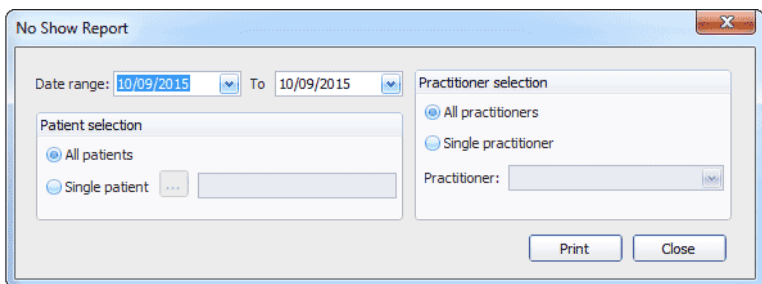 No Show Report
Date range: 10/09/2015 To 10/09/2015
Patient selection
All patients
Single patient ...
Practitioner selection
All practitioners
Single practitioner
Practitioner:
Print Close